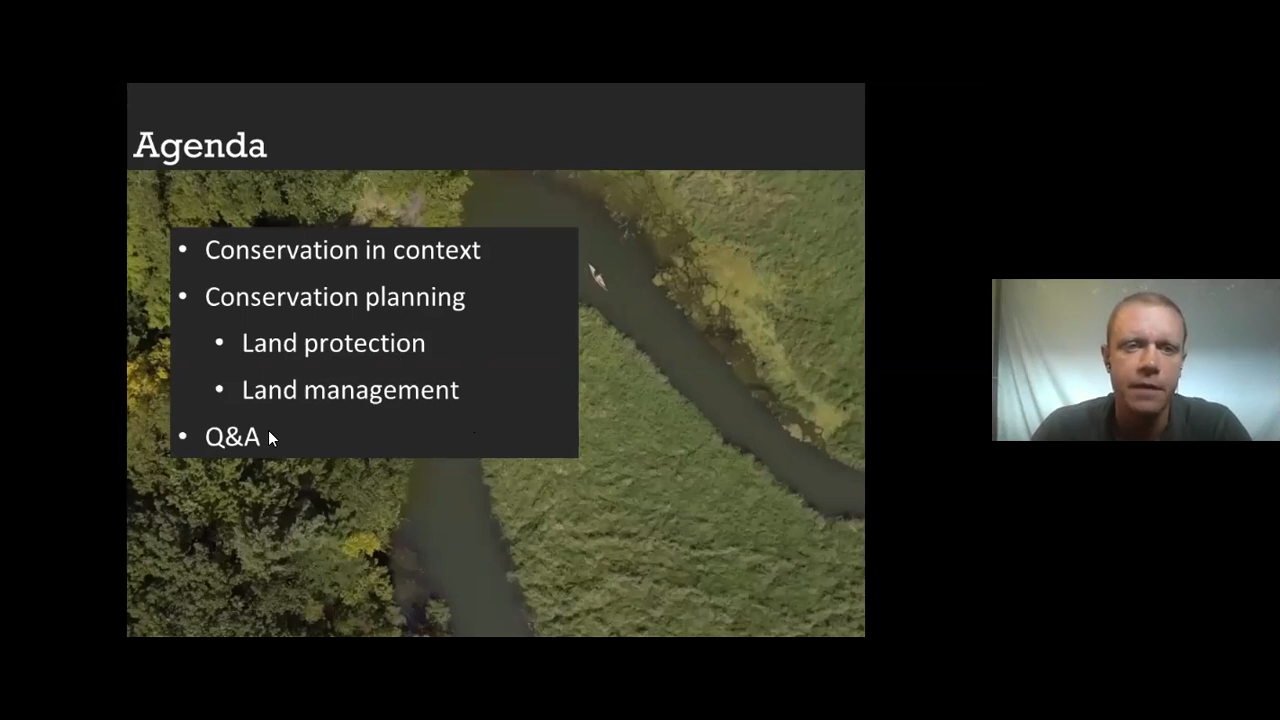 Agenda
• Conservation in context
• Conservation planning
• Land protection
• Land management
• Q&A